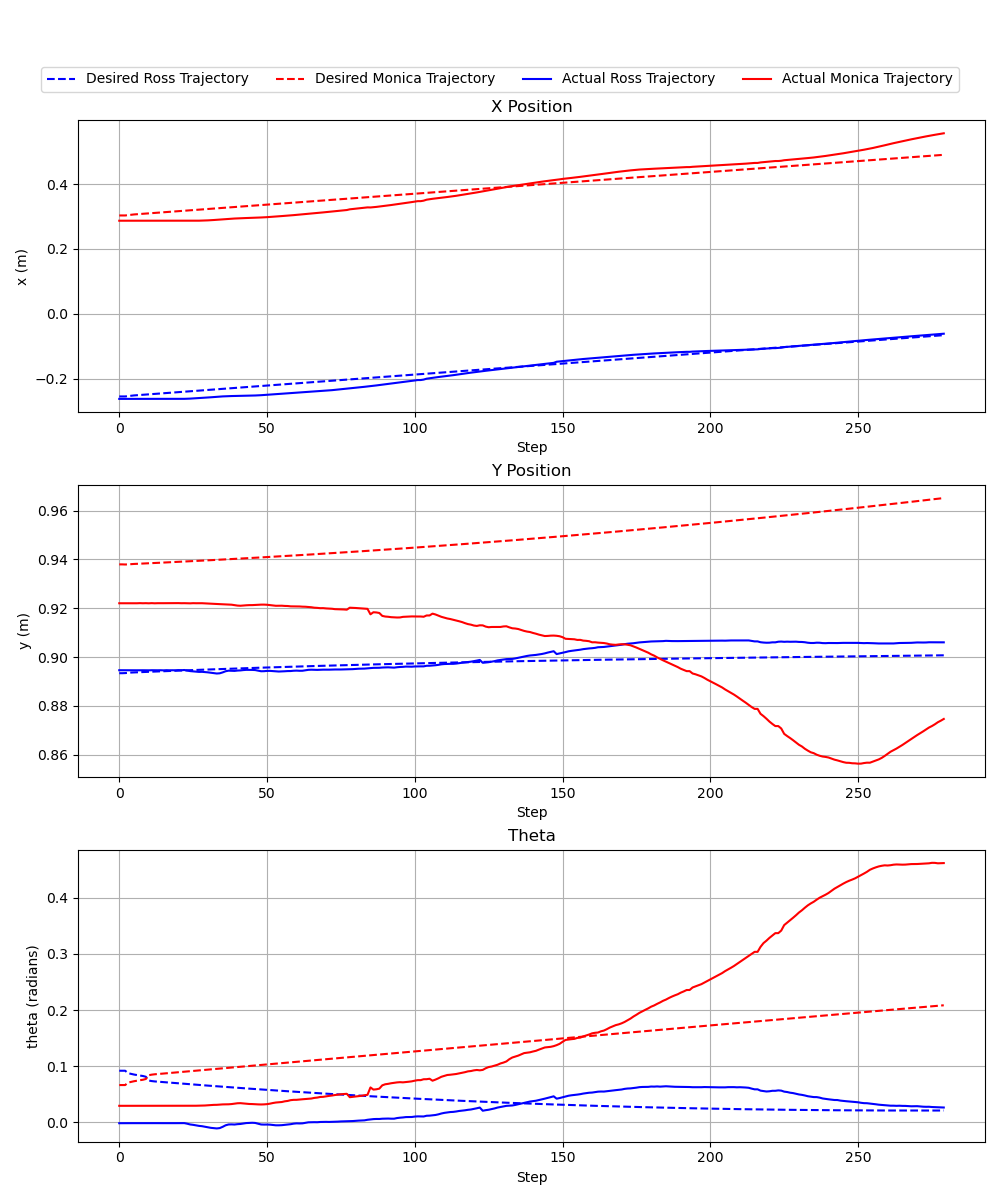 Desired Ross Trajectory Desired Monica Trajectory Actual Ross Trajectory Actual Monica Trajectory
X Position
0.4
0.2
0.0
−0.2
x (m)
0 50 100 150 200 250
Step
Y Position
0.96
0.94
0.92
0.90
0.88
0.86
y (m)
0 50 100 150 200 250
Step
Theta
0.4
0.3
0.2
0.1
0.0
theta (radians)
0 50 100 150 200 250
Step